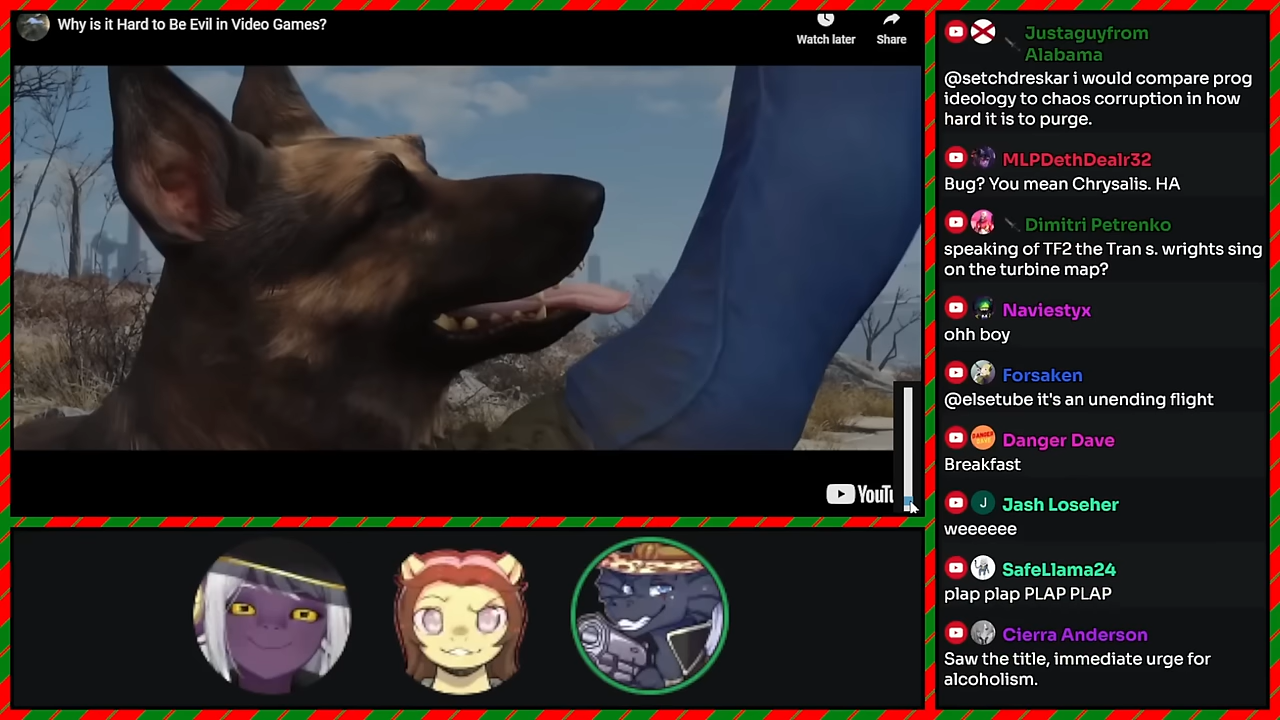 Why is it Hard to Be Evil in Video Games?
Watch later
Share
YouTu
Justaguyfrom
Alabama
@setchdreskar i would compare prog
ideology to chaos corruption in how
hard it is to purge.
MLPDethDealr32
Bug? You mean Chrysalis. HA
Dimitri Petrenko
speaking of TF2 the Tran s. wrights sing
on the turbine map?
Naviestyx
ohh boy
Forsaken
@elsetube it's an unending flight
Danger Dave
Breakfast
J
Jash Loseher
weeeeee
SafeLlama24
plap plap PLAP PLAP
Cierra Anderson
Saw the title, immediate urge for
alcoholism.